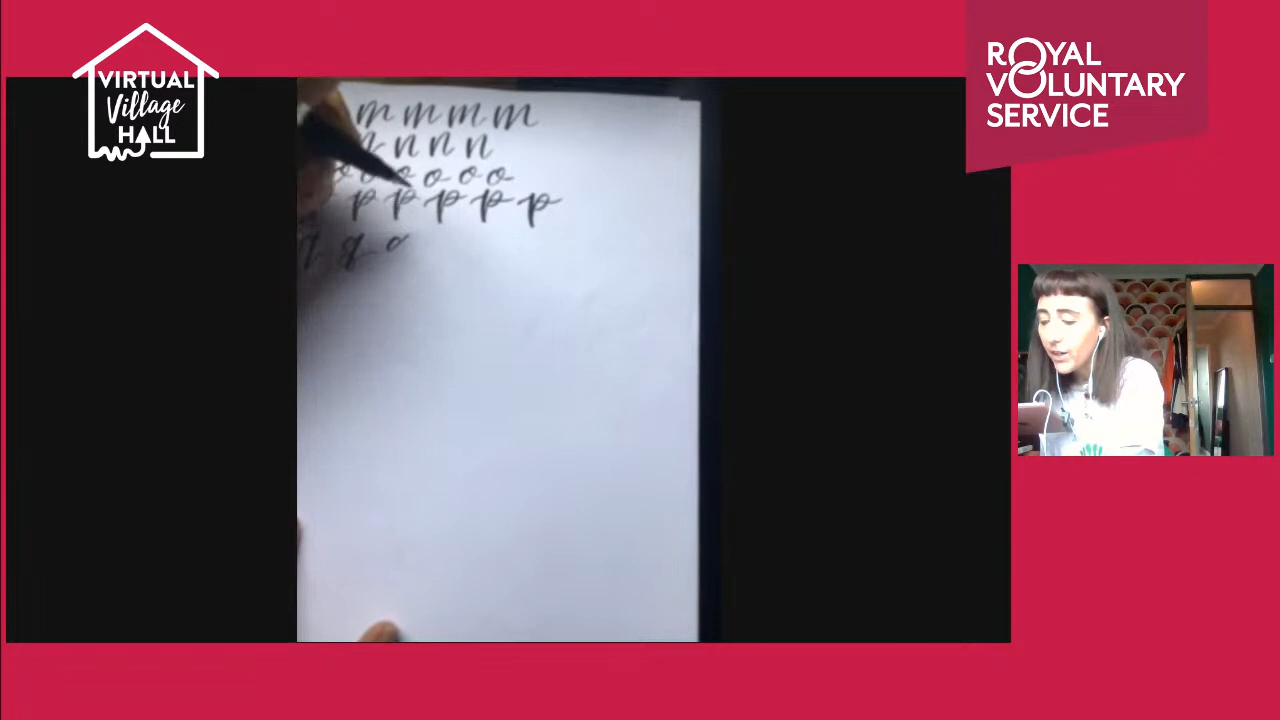 VIRTUAL
Village
HALL
ROYAL
VOLUNTARY
SERVICE
m m m m
n n n n
o o o o o o
p p p p p
q q